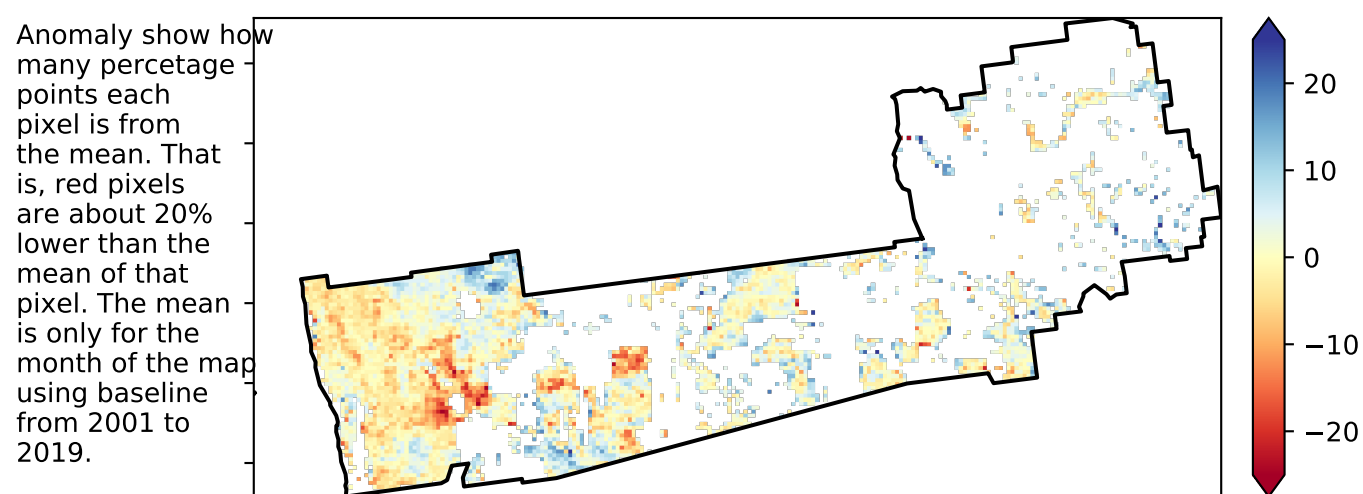 Anomaly show how
many percetage
points each
pixel is from
the mean. That
is, red pixels
are about 20%
lower than the
mean of that
pixel. The mean
is only for the
month of the map
using baseline
from 2001 to
2019.
20
10
0
−10
−20